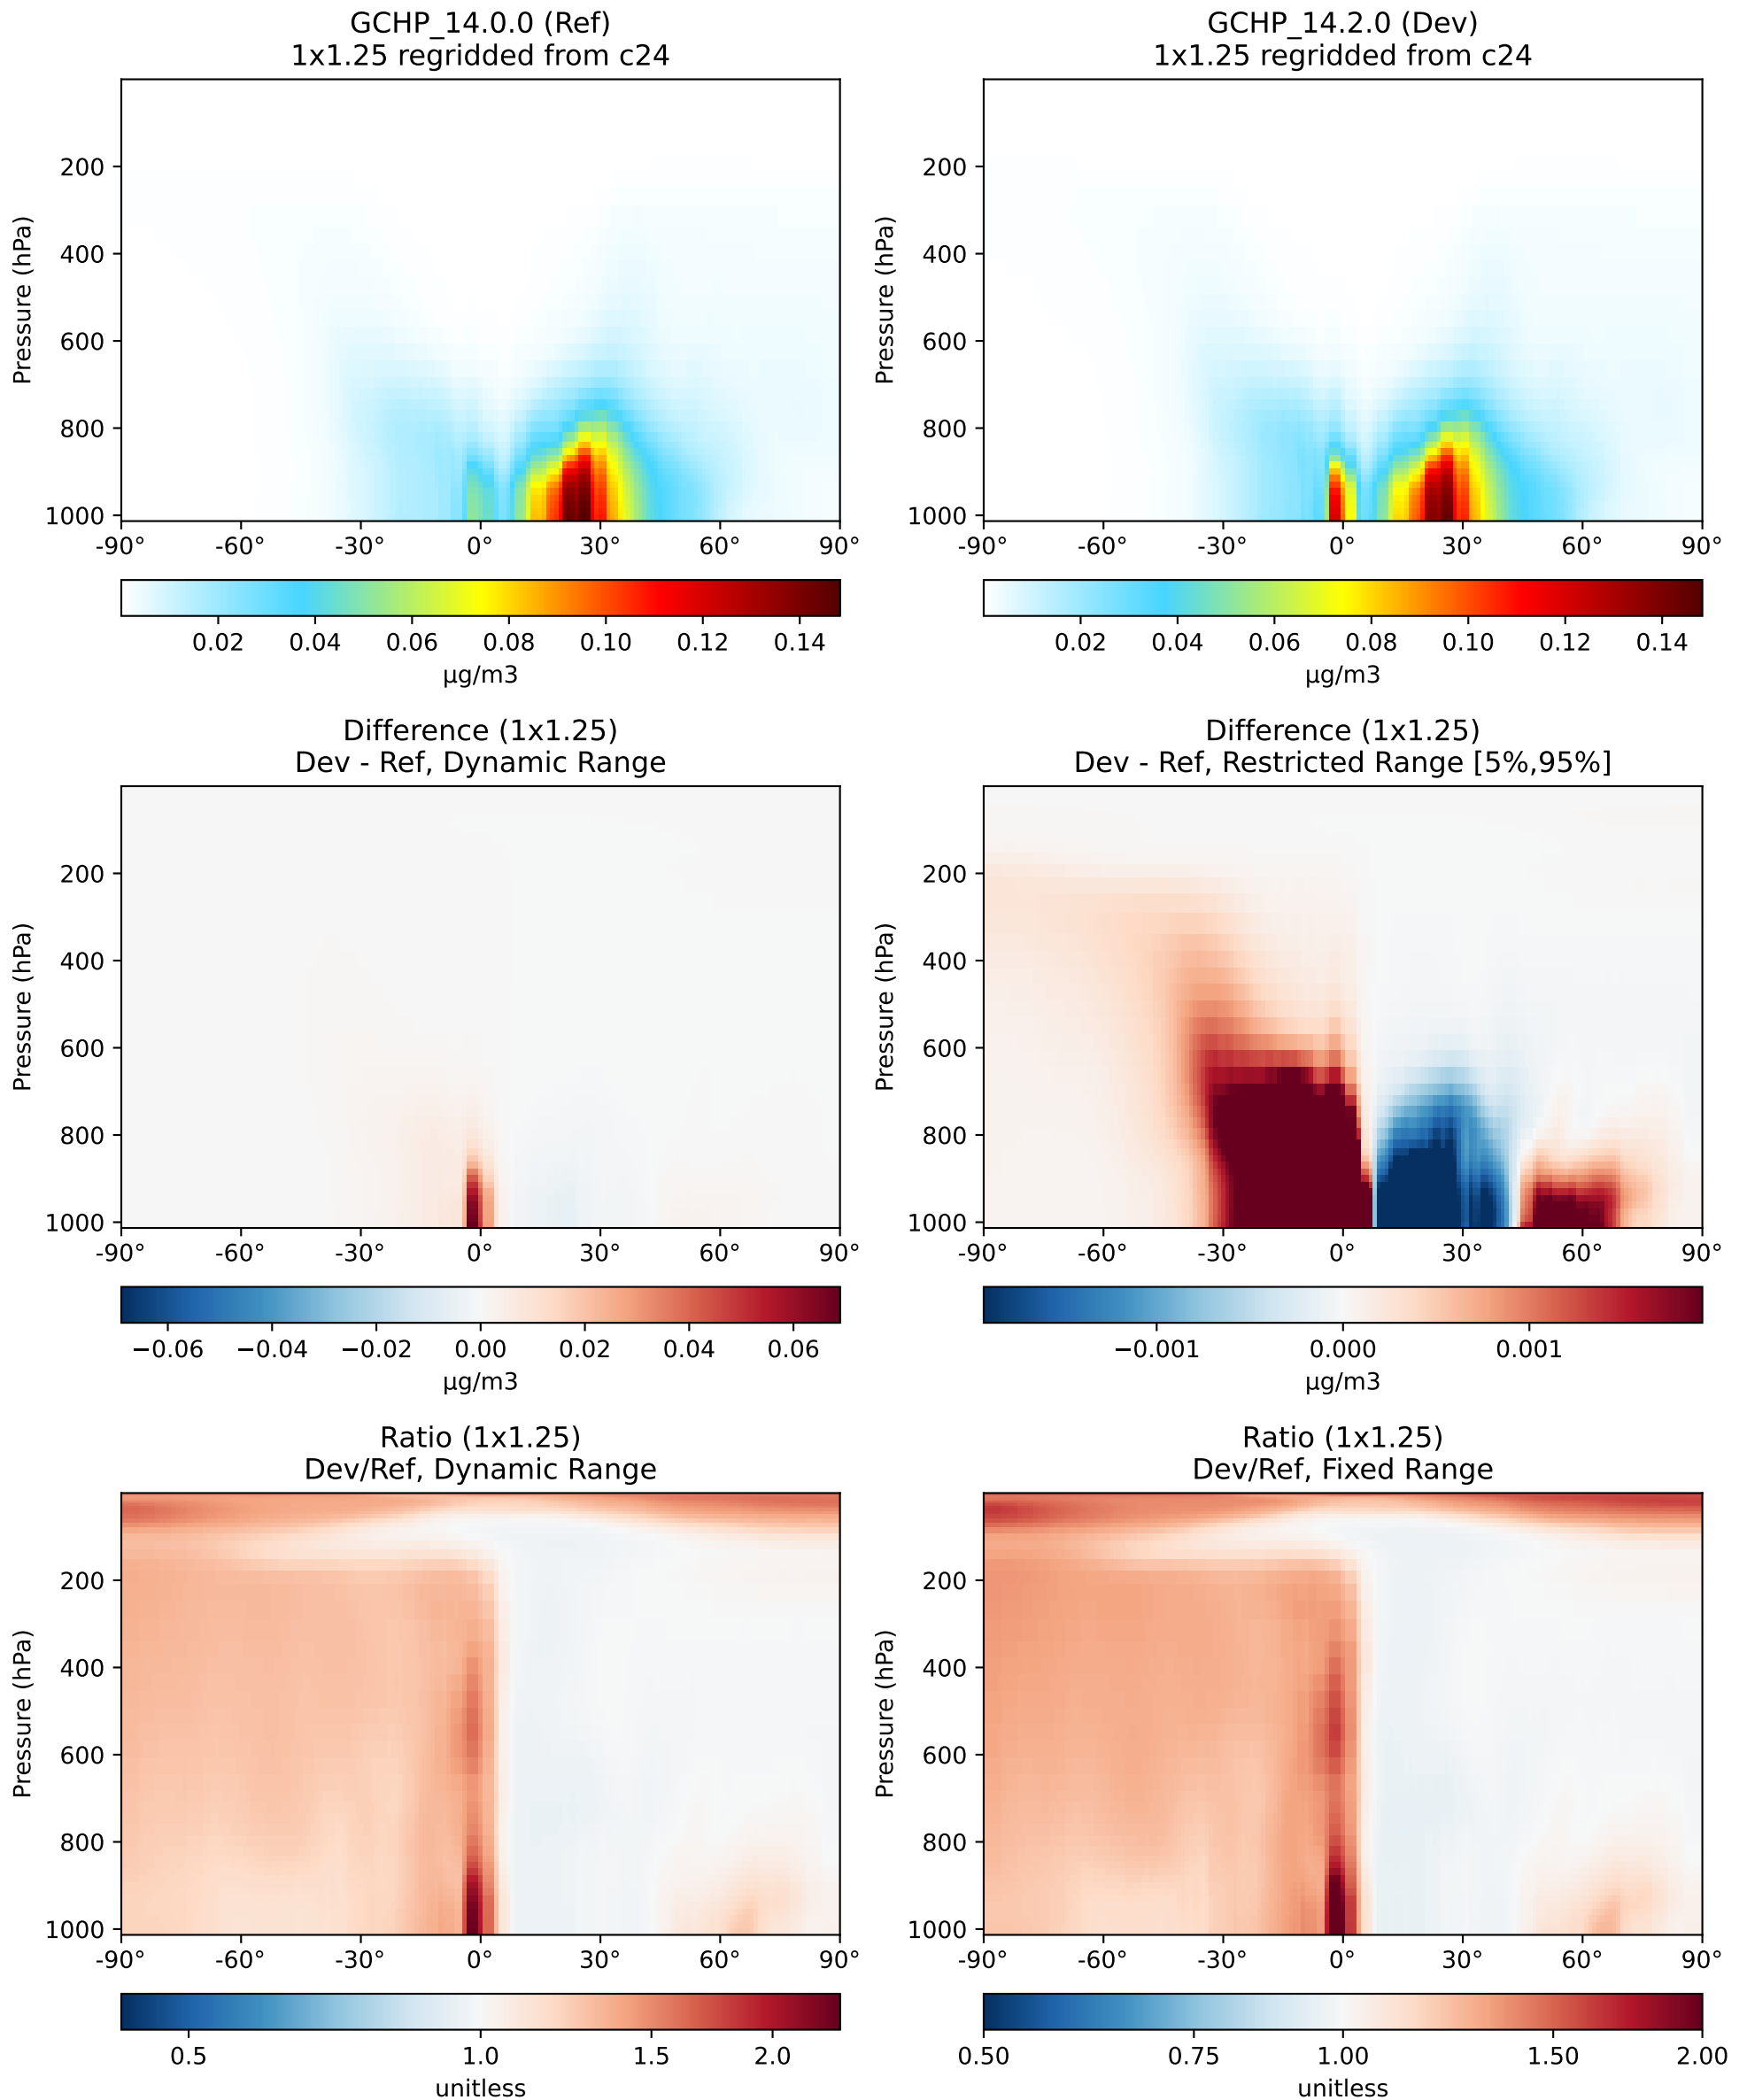 GCHP_14.0.0 (Ref)
1x1.25 regridded from c24
Pressure (hPa)
200
400
600
800
1000
-90° -60° -30° 0° 30° 60° 90°
0.02 0.04 0.06 0.08 0.10 0.12 0.14
µg/m3
GCHP_14.2.0 (Dev)
1x1.25 regridded from c24
Pressure (hPa)
200
400
600
800
1000
-90° -60° -30° 0° 30° 60° 90°
0.02 0.04 0.06 0.08 0.10 0.12 0.14
µg/m3
Difference (1x1.25)
Dev - Ref, Dynamic Range
Pressure (hPa)
200
400
600
800
1000
-90° -60° -30° 0° 30° 60° 90°
−0.06 −0.04 −0.02 0.00 0.02 0.04 0.06
µg/m3
Difference (1x1.25)
Dev - Ref, Restricted Range [5%,95%]
Pressure (hPa)
200
400
600
800
1000
-90° -60° -30° 0° 30° 60° 90°
−0.001 0.000 0.001
µg/m3
Ratio (1x1.25)
Dev/Ref, Dynamic Range
Pressure (hPa)
200
400
600
800
1000
-90° -60° -30° 0° 30° 60° 90°
0.5 1.0 1.5 2.0
unitless
Ratio (1x1.25)
Dev/Ref, Fixed Range
Pressure (hPa)
200
400
600
800
1000
-90° -60° -30° 0° 30° 60° 90°
0.50 0.75 1.00 1.50 2.00
unitless